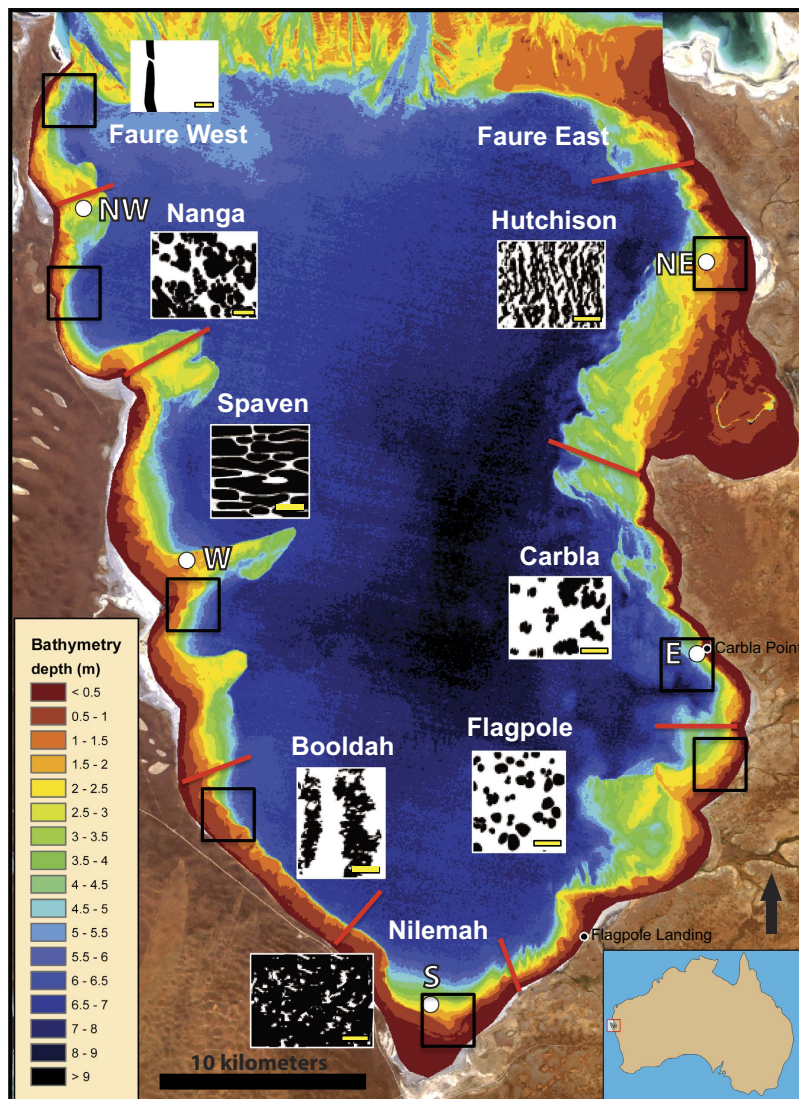 Faure West
Faure East
NW
Nanga
Hutchison
NE
Spaven
W
Carbla
E
Carbla Point
Flagpole
Booldah
Nilemah
Flagpole Landing
S
10 kilometers
Bathymetry
depth (m)
< 0.5
0.5 - 1
1 - 1.5
1.5 - 2
2 - 2.5
2.5 - 3
3 - 3.5
3.5 - 4
4 - 4.5
4.5 - 5
5 - 5.5
5.5 - 6
6 - 6.5
6.5 - 7
7 - 8
8 - 9
> 9